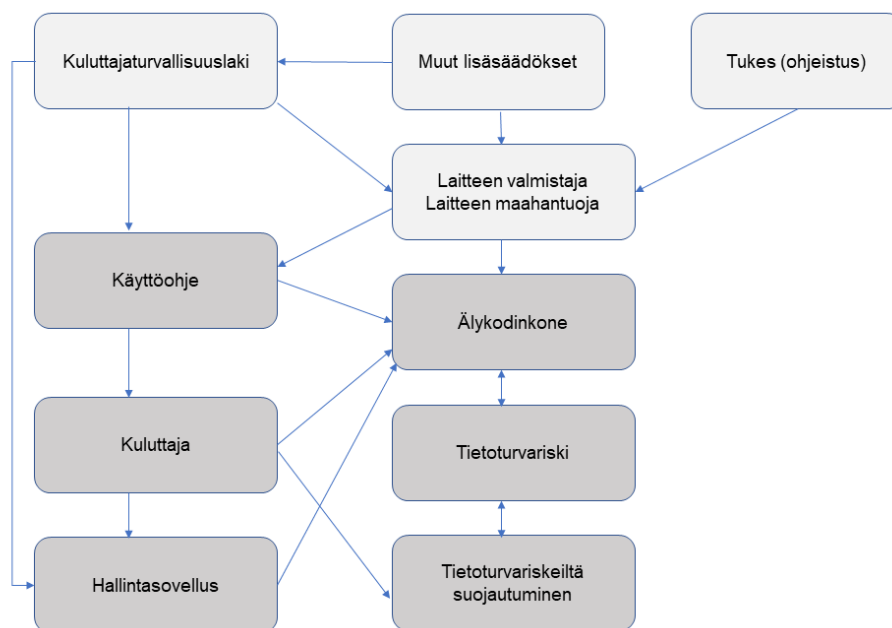 Kuluttajaturvallisuuslaki
Muut lisäsäädökset
Tukes (ohjeistus)
Laitteen valmistaja
Laitteen maahantuoja
Käyttöohje
Älykodinkone
Kuluttaja
Tietoturvariski
Hallintasovellus
Tietoturvariskeiltä
suojautuminen